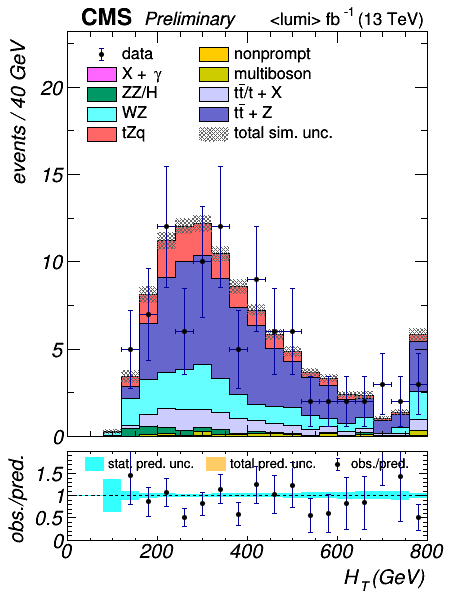 CMS Preliminary <lumi> fb⁻¹ (13 TeV)
events / 40 GeV
20
15
10
5
0
data
X + γ
ZZ/H
WZ
tZq
nonprompt
multiboson
tt̄/t + X
tt̄ + Z
total sim. unc.
obs./pred.
1.5
1
0.5
0
stat. pred. unc. total pred. unc. obs./pred.
0 200 400 600 800
H_T(GeV)